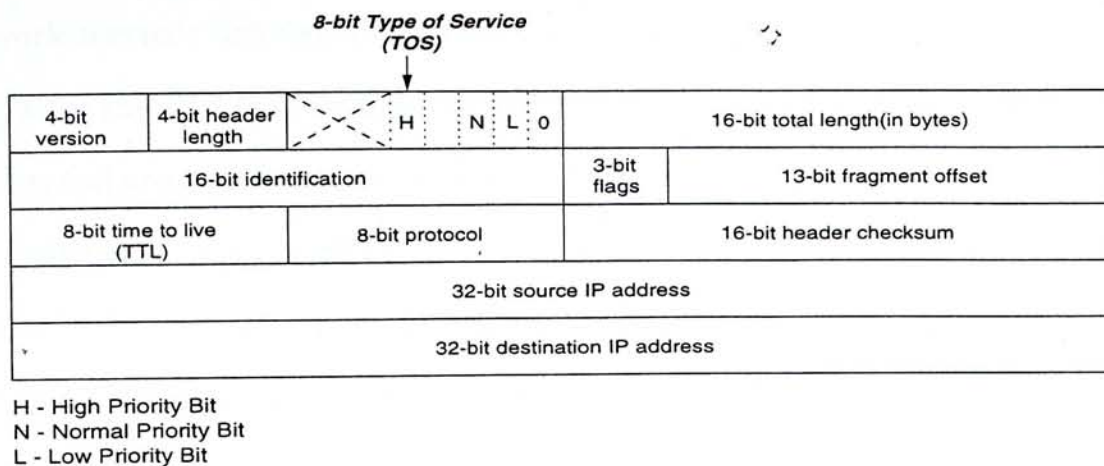 8-bit Type of Service
(TOS)
4-bit version
4-bit header length
H N L 0
16-bit total length(in bytes)
16-bit identification
3-bit flags
13-bit fragment offset
8-bit time to live (TTL)
8-bit protocol
16-bit header checksum
32-bit source IP address
32-bit destination IP address
H - High Priority Bit
N - Normal Priority Bit
L - Low Priority Bit